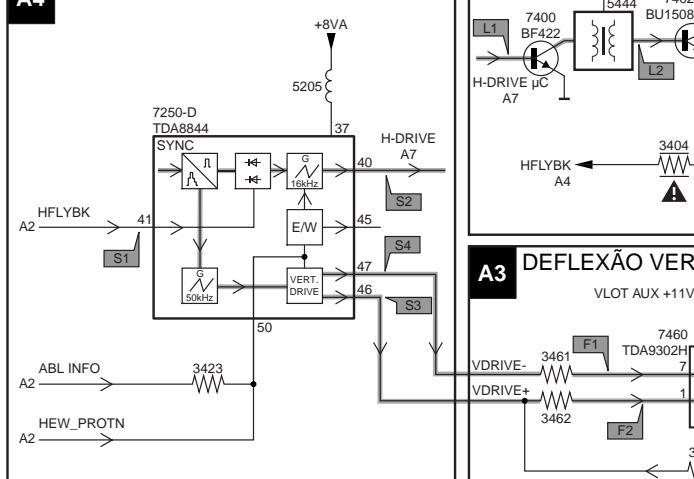 A4
+8VA
5205
7250-D
TDA8844
SYNC
37
H-DRIVE
A7
40
G
16kHz
S2
HFLYBK
A2
41
S1
E/W
45
S4
47
VERT.
DRIVE
46
S3
G
50kHz
50
ABL INFO
A2
3423
HEW_PROTN
A2
5444
7400
BF422
BU1508
L1
L2
H-DRIVE µC
A7
3404
HFLYBK
A4
A3
DEFLEXÃO VER
VLOT AUX +11V
7460
TDA9302H
F1
VDRIVE-
3461
7
VDRIVE+
3462
1
F2
3